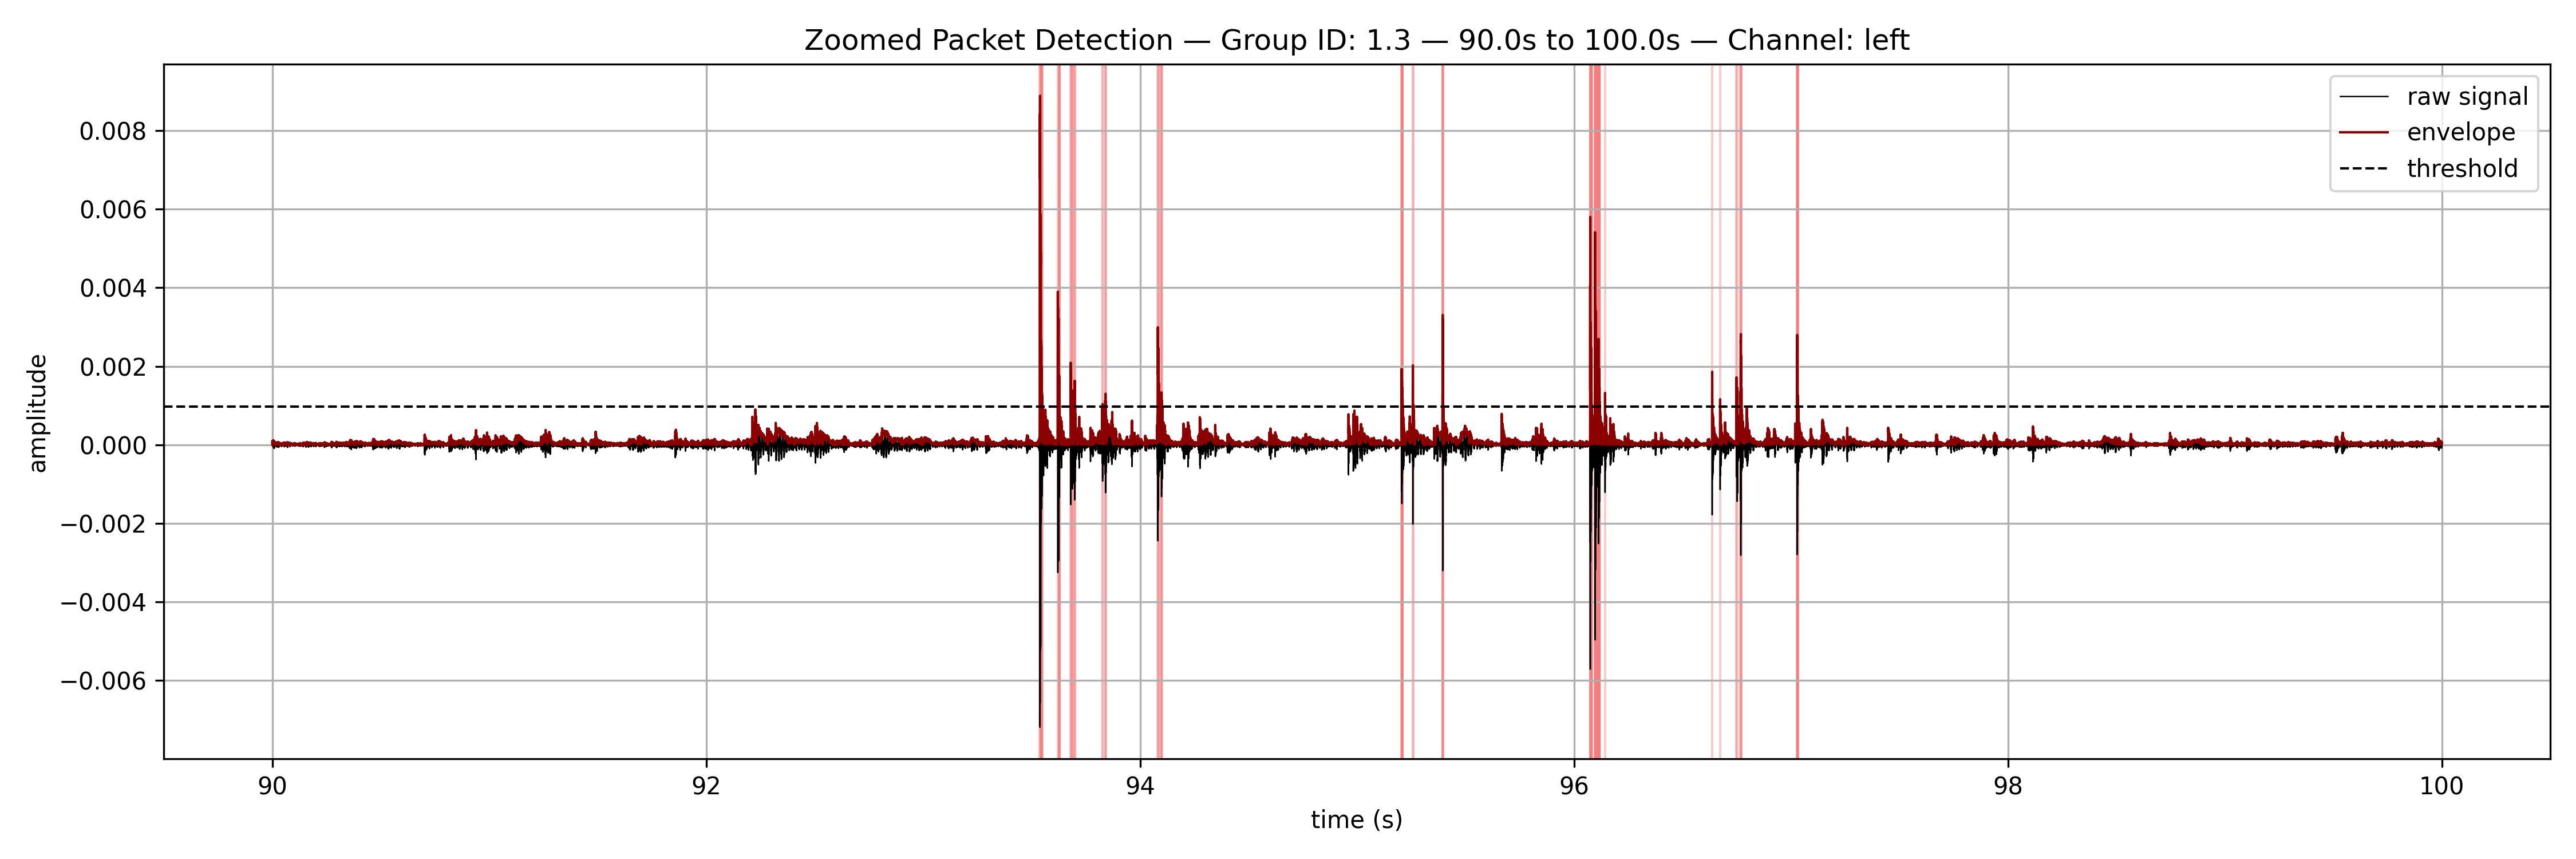 Zoomed Packet Detection — Group ID: 1.3 — 90.0s to 100.0s — Channel: left
raw signal
envelope
threshold
amplitude
0.008
0.006
0.004
0.002
0.000
−0.002
−0.004
−0.006
90
92
94
96
98
100
time (s)